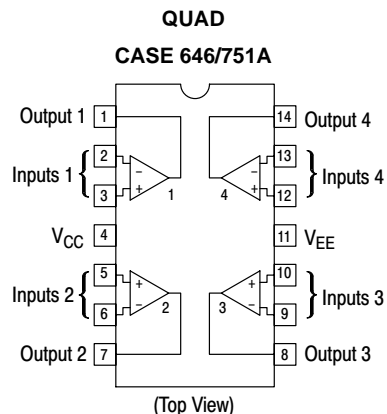 QUAD
CASE 646/751A
Output 1 1 14 Output 4
2 13
Inputs 1 − + 1 4 − + Inputs 4
3 12
VCC 4 11 VEE
5 10
Inputs 2 + − 2 3 + − Inputs 3
6 9
Output 2 7 8 Output 3
(Top View)